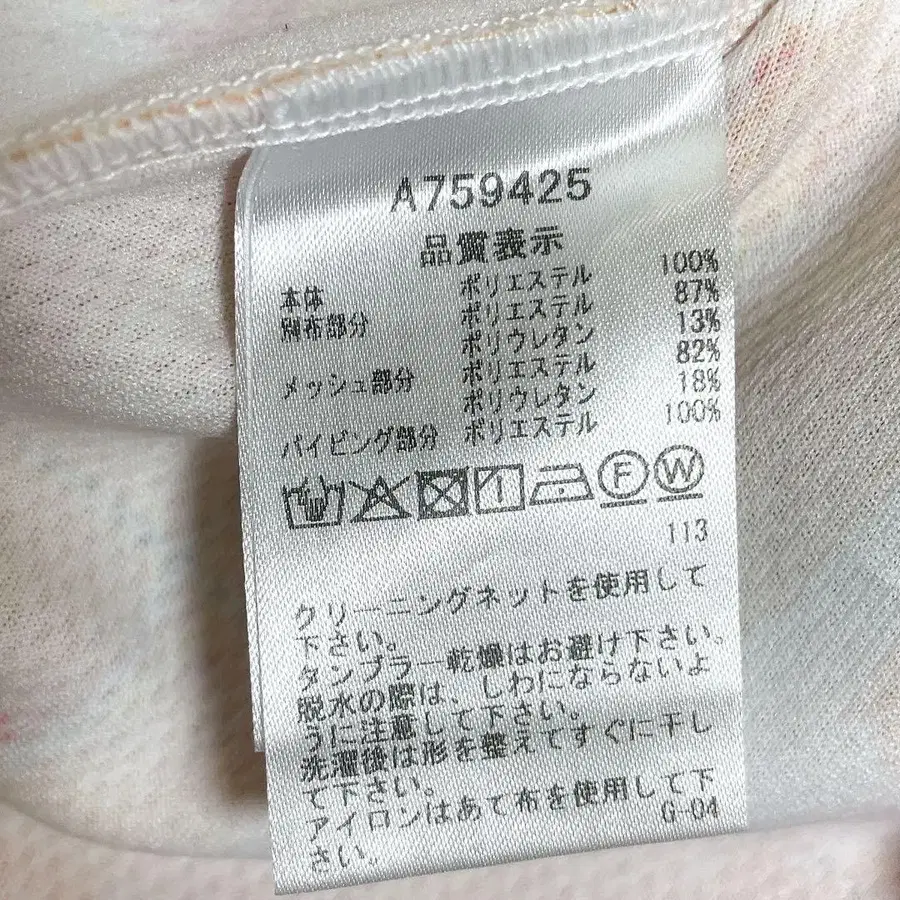 A759425
品質表示
本体 ポリエステル 100%
別布部分 ポリエステル 87%
ポリウレタン 13%
メッシュ部分 ポリエステル 82%
ポリウレタン 18%
パイピング部分 ポリエステル 100%
F W
113
クリーニングネットを使用して
下さい。
タンブラー乾燥はお避け下さい。
脱水の際は、しわにならないよ
うに注意して下さい。
洗濯後は形を整えてすぐに干し
て下さい。
アイロンはあて布を使用して下
さい。
G-04